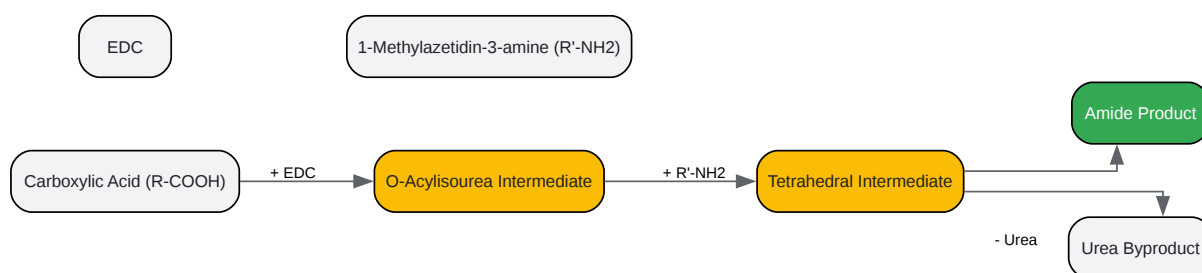 EDC
1-Methylazetidin-3-amine (R'-NH2)
Amide Product
Carboxylic Acid (R-COOH)
+ EDC
O-Acylisourea Intermediate
+ R'-NH2
Tetrahedral Intermediate
- Urea
Urea Byproduct